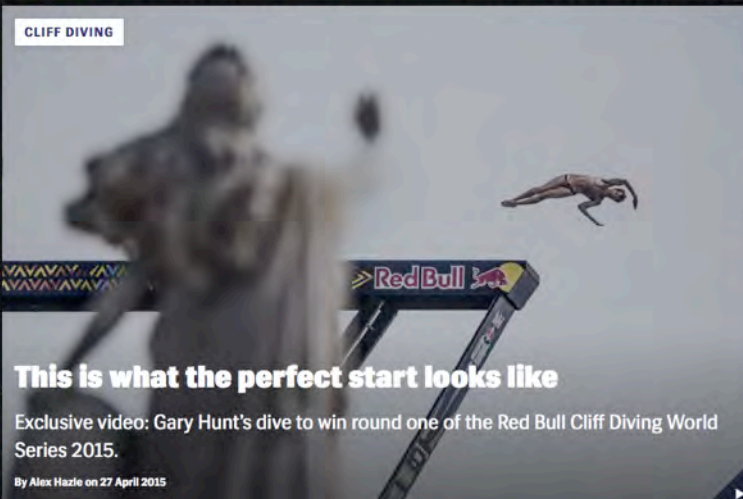 CLIFF DIVING
Red Bull
This is what the perfect start looks like
Exclusive video: Gary Hunt's dive to win round one of the Red Bull Cliff Diving World
Series 2015.
By Alex Hazle on 27 April 2015